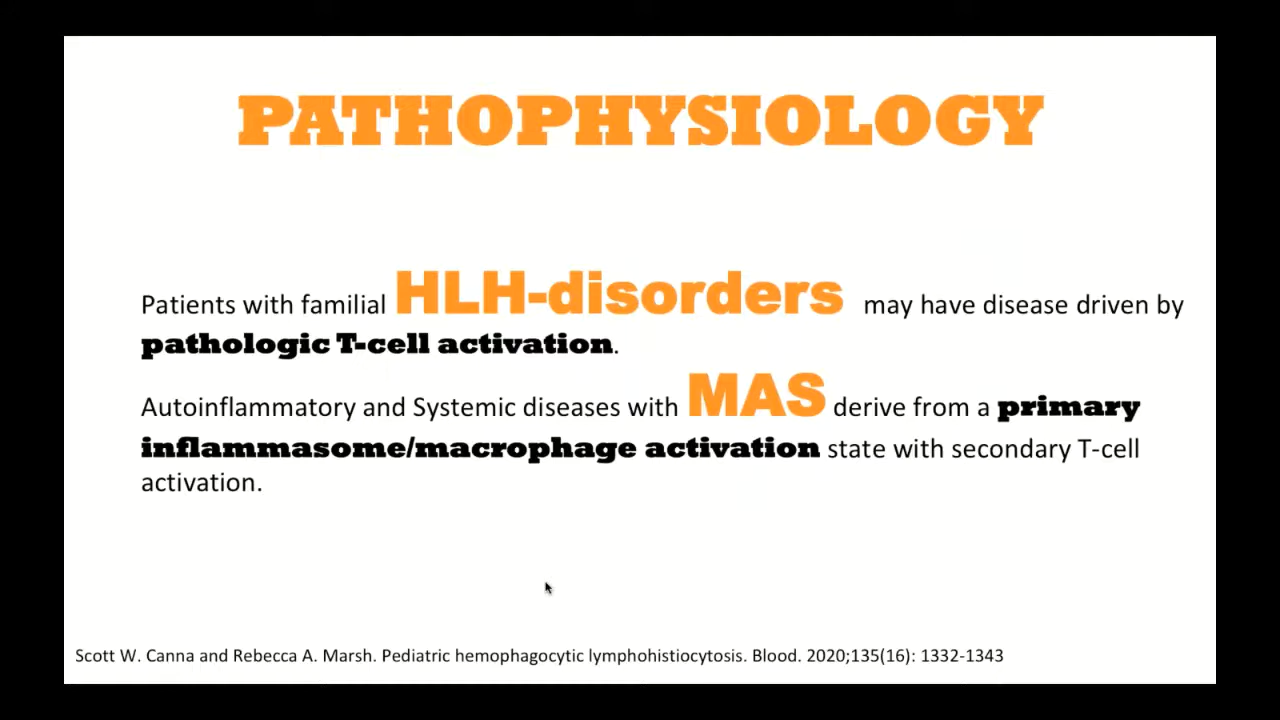 PATHOPHYSIOLOGY
Patients with familial HLH-disorders may have disease driven by
pathologic T-cell activation.
Autoinflammatory and Systemic diseases with MAS derive from a primary
inflammasome/macrophage activation state with secondary T-cell
activation.
Scott W. Canna and Rebecca A. Marsh. Pediatric hemophagocytic lymphohistiocytosis. Blood. 2020;135(16): 1332-1343